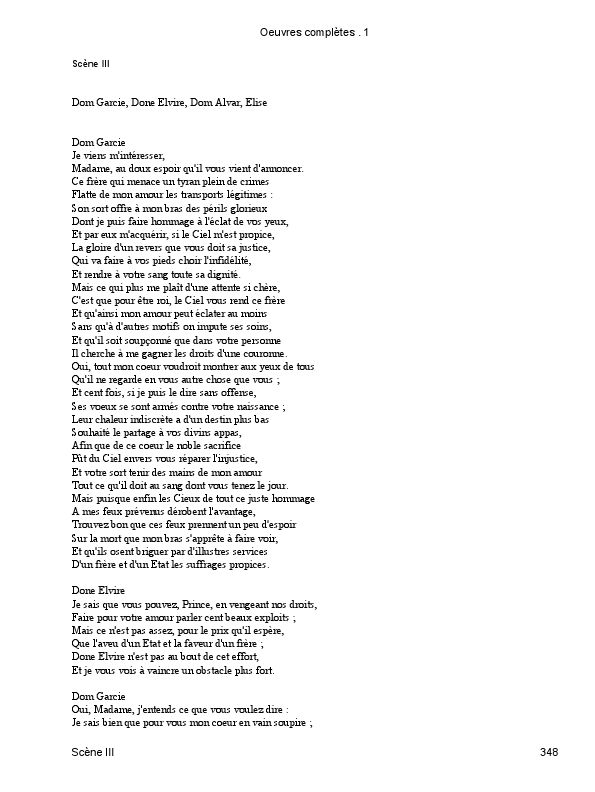 Oeuvres complètes . 1
Scène III
Dom Garcie, Done Elvire, Dom Alvar, Elise
Dom Garcie
Je viens m'intéresser,
Madame, au doux espoir qu'il vous vient d'annoncer.
Ce frère qui menace un tyran plein de crimes
Flatte de mon amour les transports légitimes :
Son sort offre à mon bras des périls glorieux
Dont je puis faire hommage à l'éclat de vos yeux,
Et par eux m'acquérir, si le Ciel m'est propice,
La gloire d'un revers que vous doit sa justice,
Qui va faire à vos pieds choir l'infidélité,
Et rendre à votre sang toute sa dignité.
Mais ce qui plus me plaît d'une attente si chère,
C'est que pour être roi, le Ciel vous rend ce frère
Et qu'ainsi mon amour peut éclater au moins
Sans qu'à d'autres motifs on impute ses soins,
Et qu'il soit soupçonné que dans votre personne
Il cherche à me gagner les droits d'une couronne.
Oui, tout mon coeur voudroit montrer aux yeux de tous
Qu'il ne regarde en vous autre chose que vous ;
Et cent fois, si je puis le dire sans offense,
Ses voeux se sont armés contre votre naissance ;
Leur chaleur indiscrète a d'un destin plus bas
Souhaité le partage à vos divins appas,
Afin que de ce coeur le noble sacrifice
Pût du Ciel envers vous réparer l'injustice,
Et votre sort tenir des mains de mon amour
Tout ce qu'il doit au sang dont vous tenez le jour.
Mais puisque enfin les Cieux de tout ce juste hommage
A mes feux prévenus dérobent l'avantage,
Trouvez bon que ces feux prennent un peu d'espoir
Sur la mort que mon bras s'apprête à faire voir,
Et qu'ils osent briguer par d'illustres services
D'un frère et d'un Etat les suffrages propices.
Done Elvire
Je sais que vous pouvez, Prince, en vengeant nos droits,
Faire pour votre amour parler cent beaux exploits ;
Mais ce n'est pas assez, pour le prix qu'il espère,
Que l'aveu d'un Etat et la faveur d'un frère ;
Done Elvire n'est pas au bout de cet effort,
Et je vous vois à vaincre un obstacle plus fort.
Dom Garcie
Oui, Madame, j'entends ce que vous voulez dire :
Je sais bien que pour vous mon coeur en vain soupire ;
Scène III
348